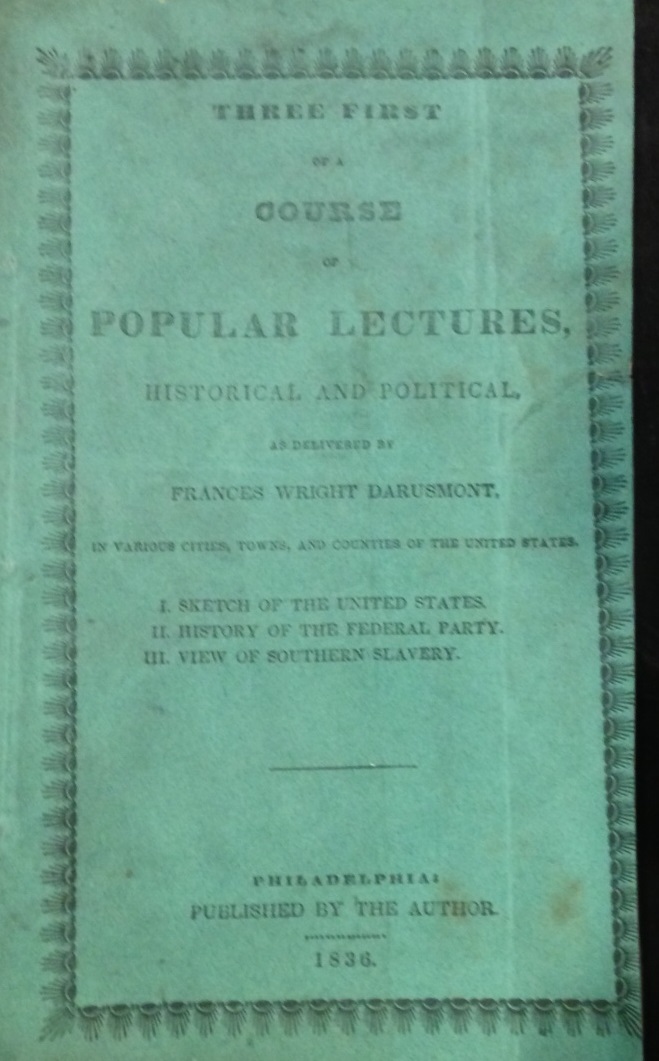 THREE FIRST
OF A
COURSE
OF
POPULAR LECTURES,
HISTORICAL AND POLITICAL,
AS DELIVERED BY
FRANCES WRIGHT DARUSMONT,
IN VARIOUS CITIES, TOWNS, AND COUNTIES OF THE UNITED STATES.
I. SKETCH OF THE UNITED STATES.
II. HISTORY OF THE FEDERAL PARTY.
III. VIEW OF SOUTHERN SLAVERY.
PHILADELPHIA:
PUBLISHED BY THE AUTHOR.
1836.